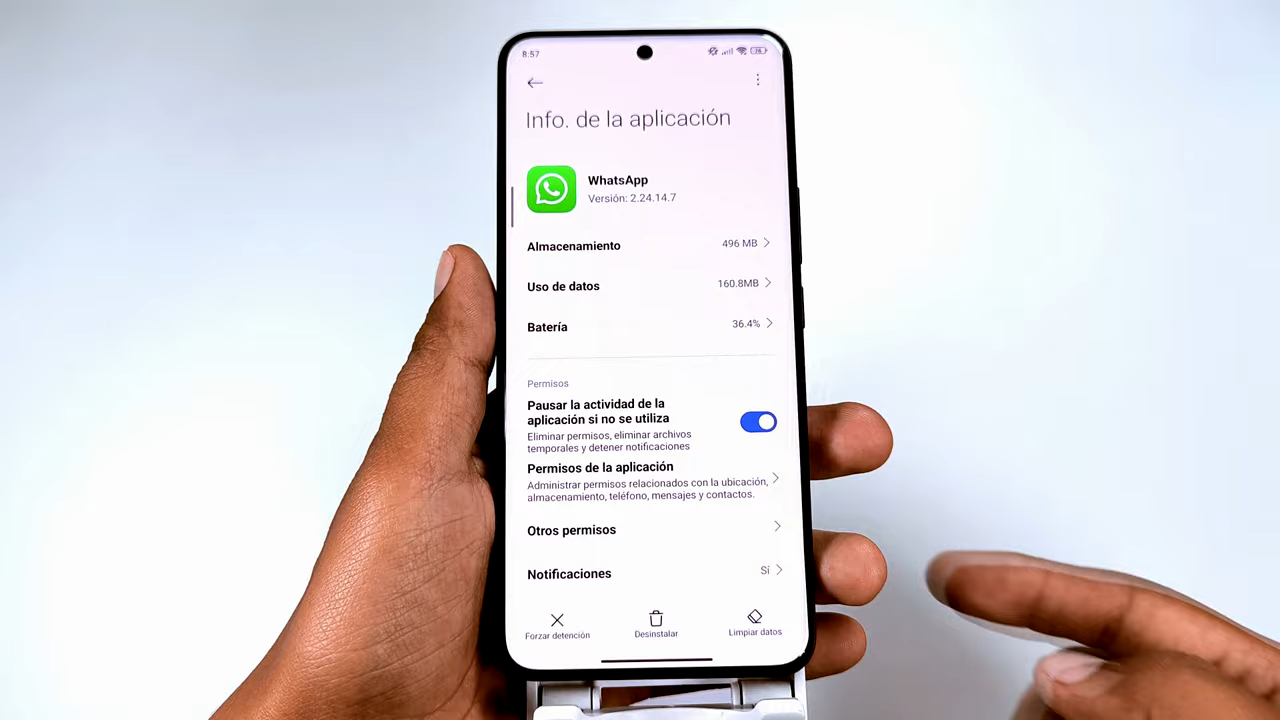 8:57
Info. de la aplicación
WhatsApp
Versión: 2.24.14.7
Almacenamiento 496 MB
Uso de datos 160.8MB
Batería 36.4%
Permisos
Pausar la actividad de la
aplicación si no se utiliza
Eliminar permisos, eliminar archivos
temporales y detener notificaciones
Permisos de la aplicación
Administrar permisos relacionados con la ubicación,
almacenamiento, teléfono, mensajes y contactos.
Otros permisos
Notificaciones Sí
Forzar detención Desinstalar Limpiar datos